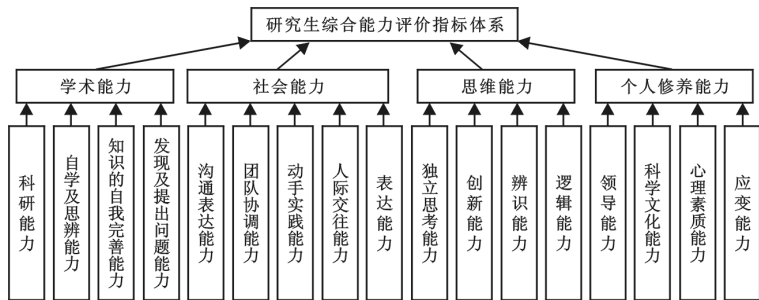 研究生综合能力评价指标体系
学术能力
社会能力
思维能力
个人修养能力
科研能力
自学及思辨能力
知识的自我完善能力
发现及提出问题能力
沟通表达能力
团队协调能力
动手实践能力
人际交往能力
表达能力
独立思考能力
创新能力
辨识能力
逻辑能力
领导能力
科学文化能力
心理素质能力
应变能力